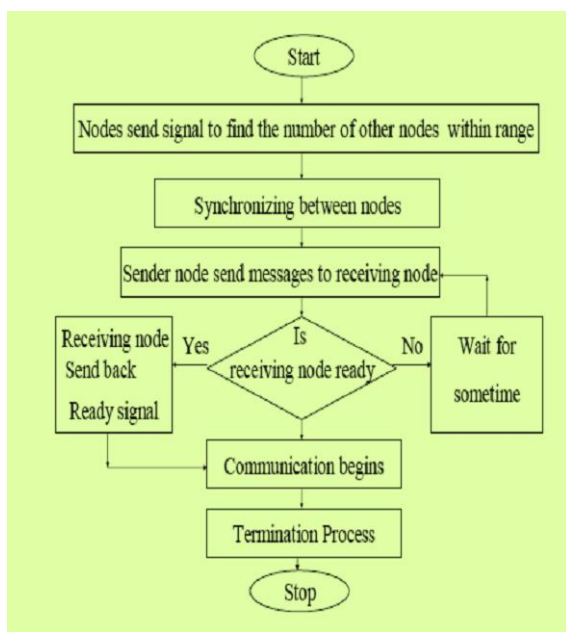 Start
Nodes send signal to find the number of other nodes within range
Synchronizing between nodes
Sender node send messages to receiving node
Receiving node
Send back
Ready signal
Yes
Is
receiving node ready
No
Wait for
sometime
Communication begins
Termination Process
Stop